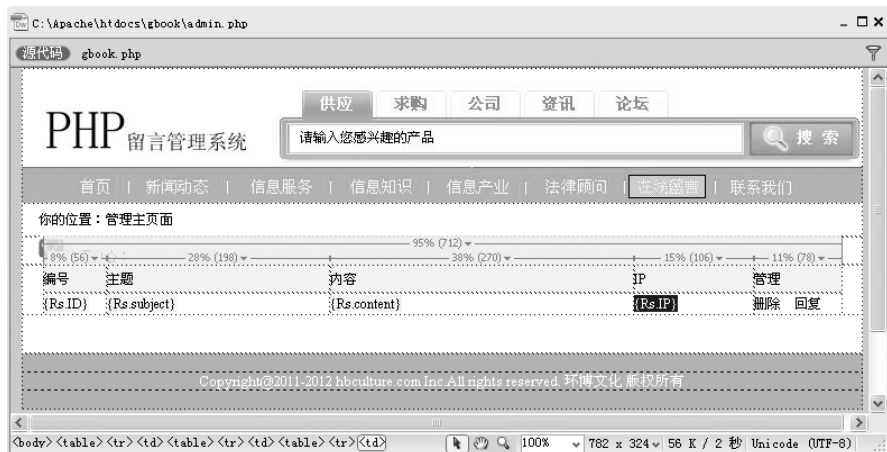 C:\Apache\htdocs\gbook\admin.php
源代码 gbook.php
供应 求购 公司 资讯 论坛
PHP留言管理系统
请输入您感兴趣的产品 搜索
首页 | 新闻动态 | 信息服务 | 信息知识 | 信息产业 | 法律顾问 | | 联系我们
你的位置：管理主页面
95% (712)
8% (56) 28% (198) 38% (270) 15% (106) 11% (78)
编号 主题 内容 IP 管理
{Rs.ID} {Rs.subject} {Rs.content} {Rs.IP} 删除 回复
Copyright@2011-2012 hbculture.com Inc.All rights reserved. 环博文化 版权所有
<body><table><tr><td><table><tr><td><table><tr><td> 100% 782 x 324 56 K / 2 秒 Unicode (UTF-8)